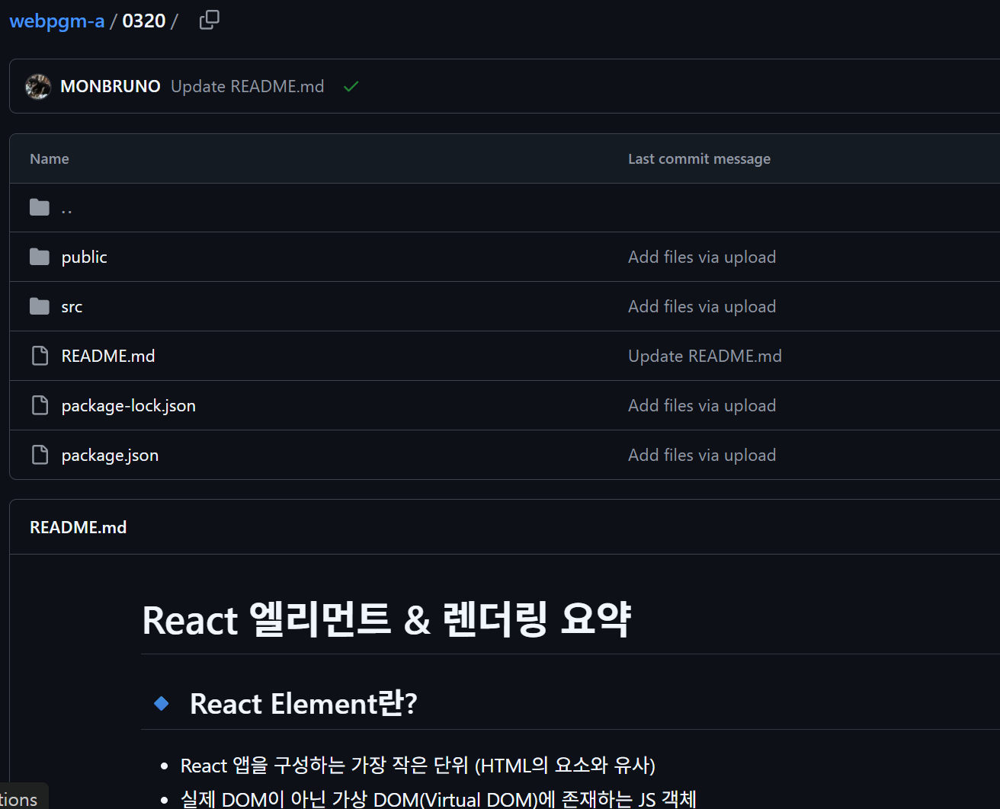 webpgm-a / 0320 /
MONBRUNO Update README.md
Name Last commit message
..
public Add files via upload
src Add files via upload
README.md Update README.md
package-lock.json Add files via upload
package.json Add files via upload
README.md
React 엘리먼트 & 렌더링 요약
React Element란?
• React 앱을 구성하는 가장 작은 단위 (HTML의 요소와 유사)
• 실제 DOM이 아닌 가상 DOM(Virtual DOM)에 존재하는 JS 객체
tions